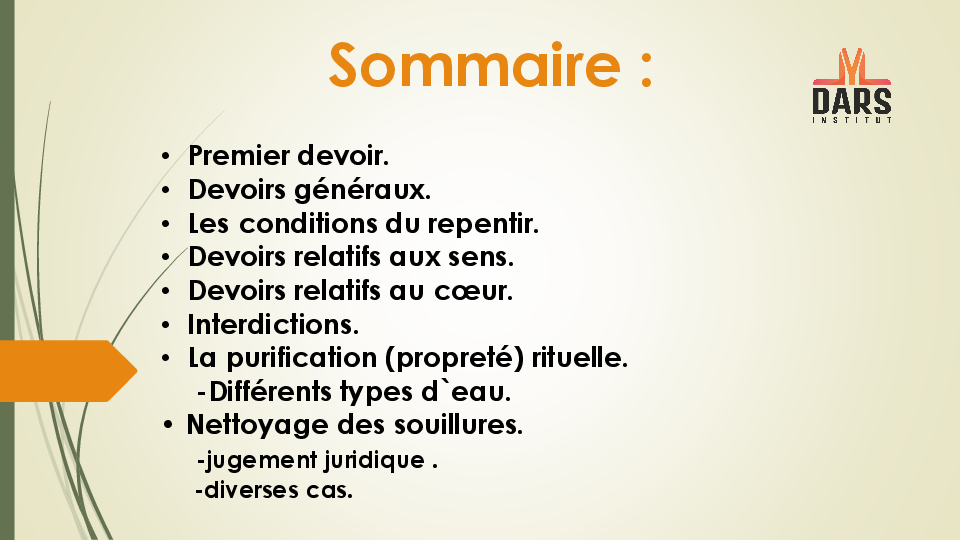 Sommaire :
DARS
INSTITUT
• Premier devoir.
• Devoirs généraux.
• Les conditions du repentir.
• Devoirs relatifs aux sens.
• Devoirs relatifs au cœur.
• Interdictions.
• La purification (propreté) rituelle.
-Différents types d`eau.
• Nettoyage des souillures.
-jugement juridique .
-diverses cas.